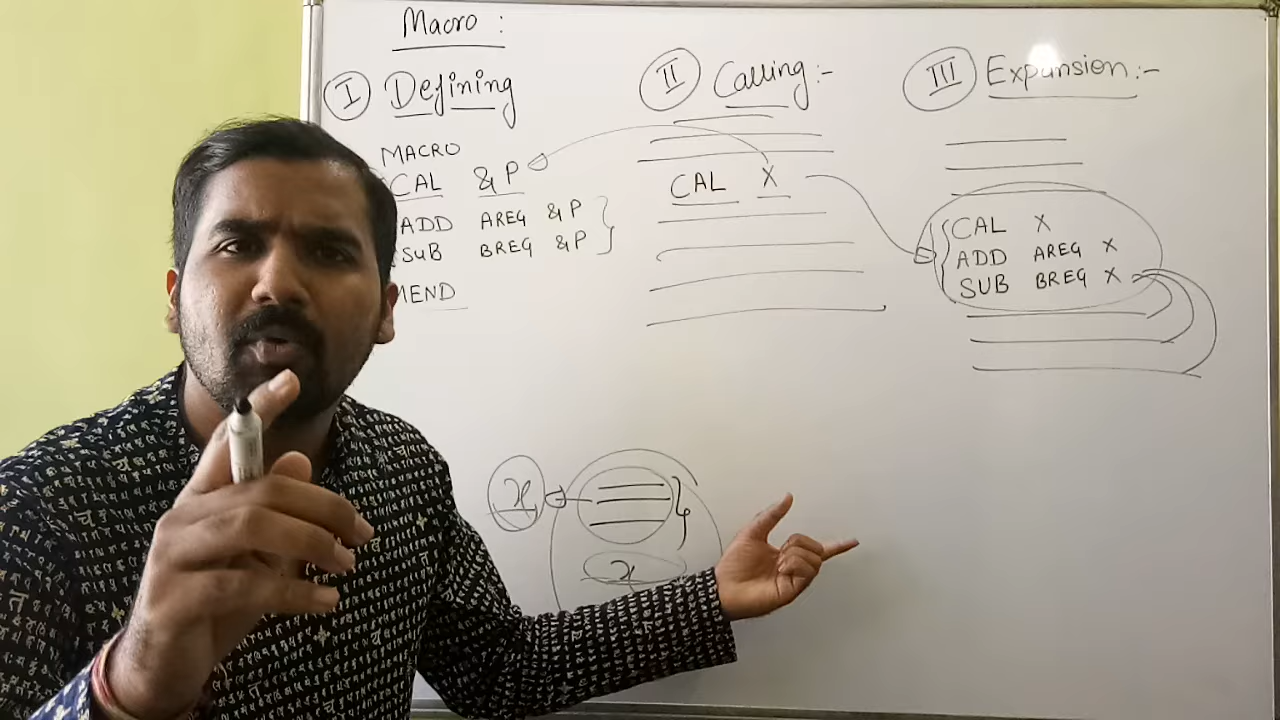 Macro :
I Defining
MACRO
CAL &P
ADD AREG &P
SUB BREG &P
MEND
II Calling :-
CAL X
III Expansion :-
CAL X
ADD AREG X
SUB BREG X
x
x